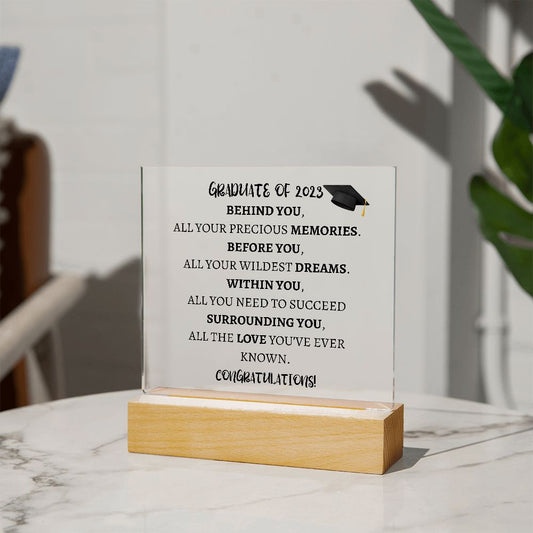 GRADUATE OF 2023
BEHIND YOU,
ALL YOUR PRECIOUS MEMORIES.
BEFORE YOU,
ALL YOUR WILDEST DREAMS.
WITHIN YOU,
ALL YOU NEED TO SUCCEED
SURROUNDING YOU,
ALL THE LOVE YOU'VE EVER
KNOWN.
CONGRATULATIONS!